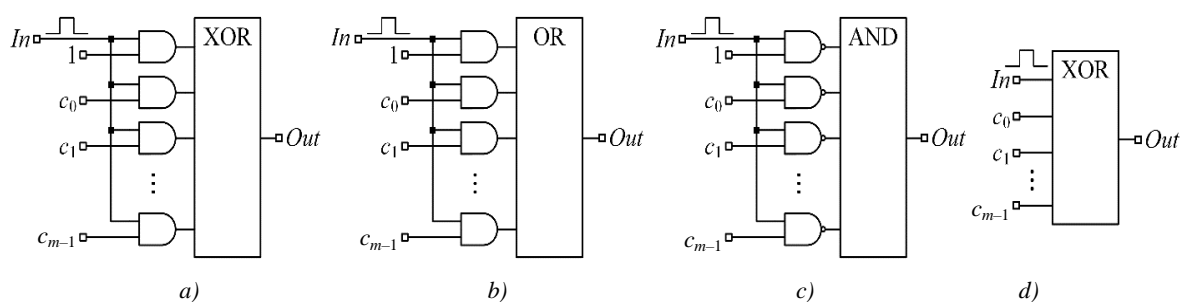 In XOR
1
c0
c1
⋮
cm–1
Out
a)
In OR
1
c0
c1
⋮
cm–1
Out
b)
In AND
1
c0
c1
⋮
cm–1
Out
c)
XOR
In
c0
c1
⋮
cm–1
Out
d)